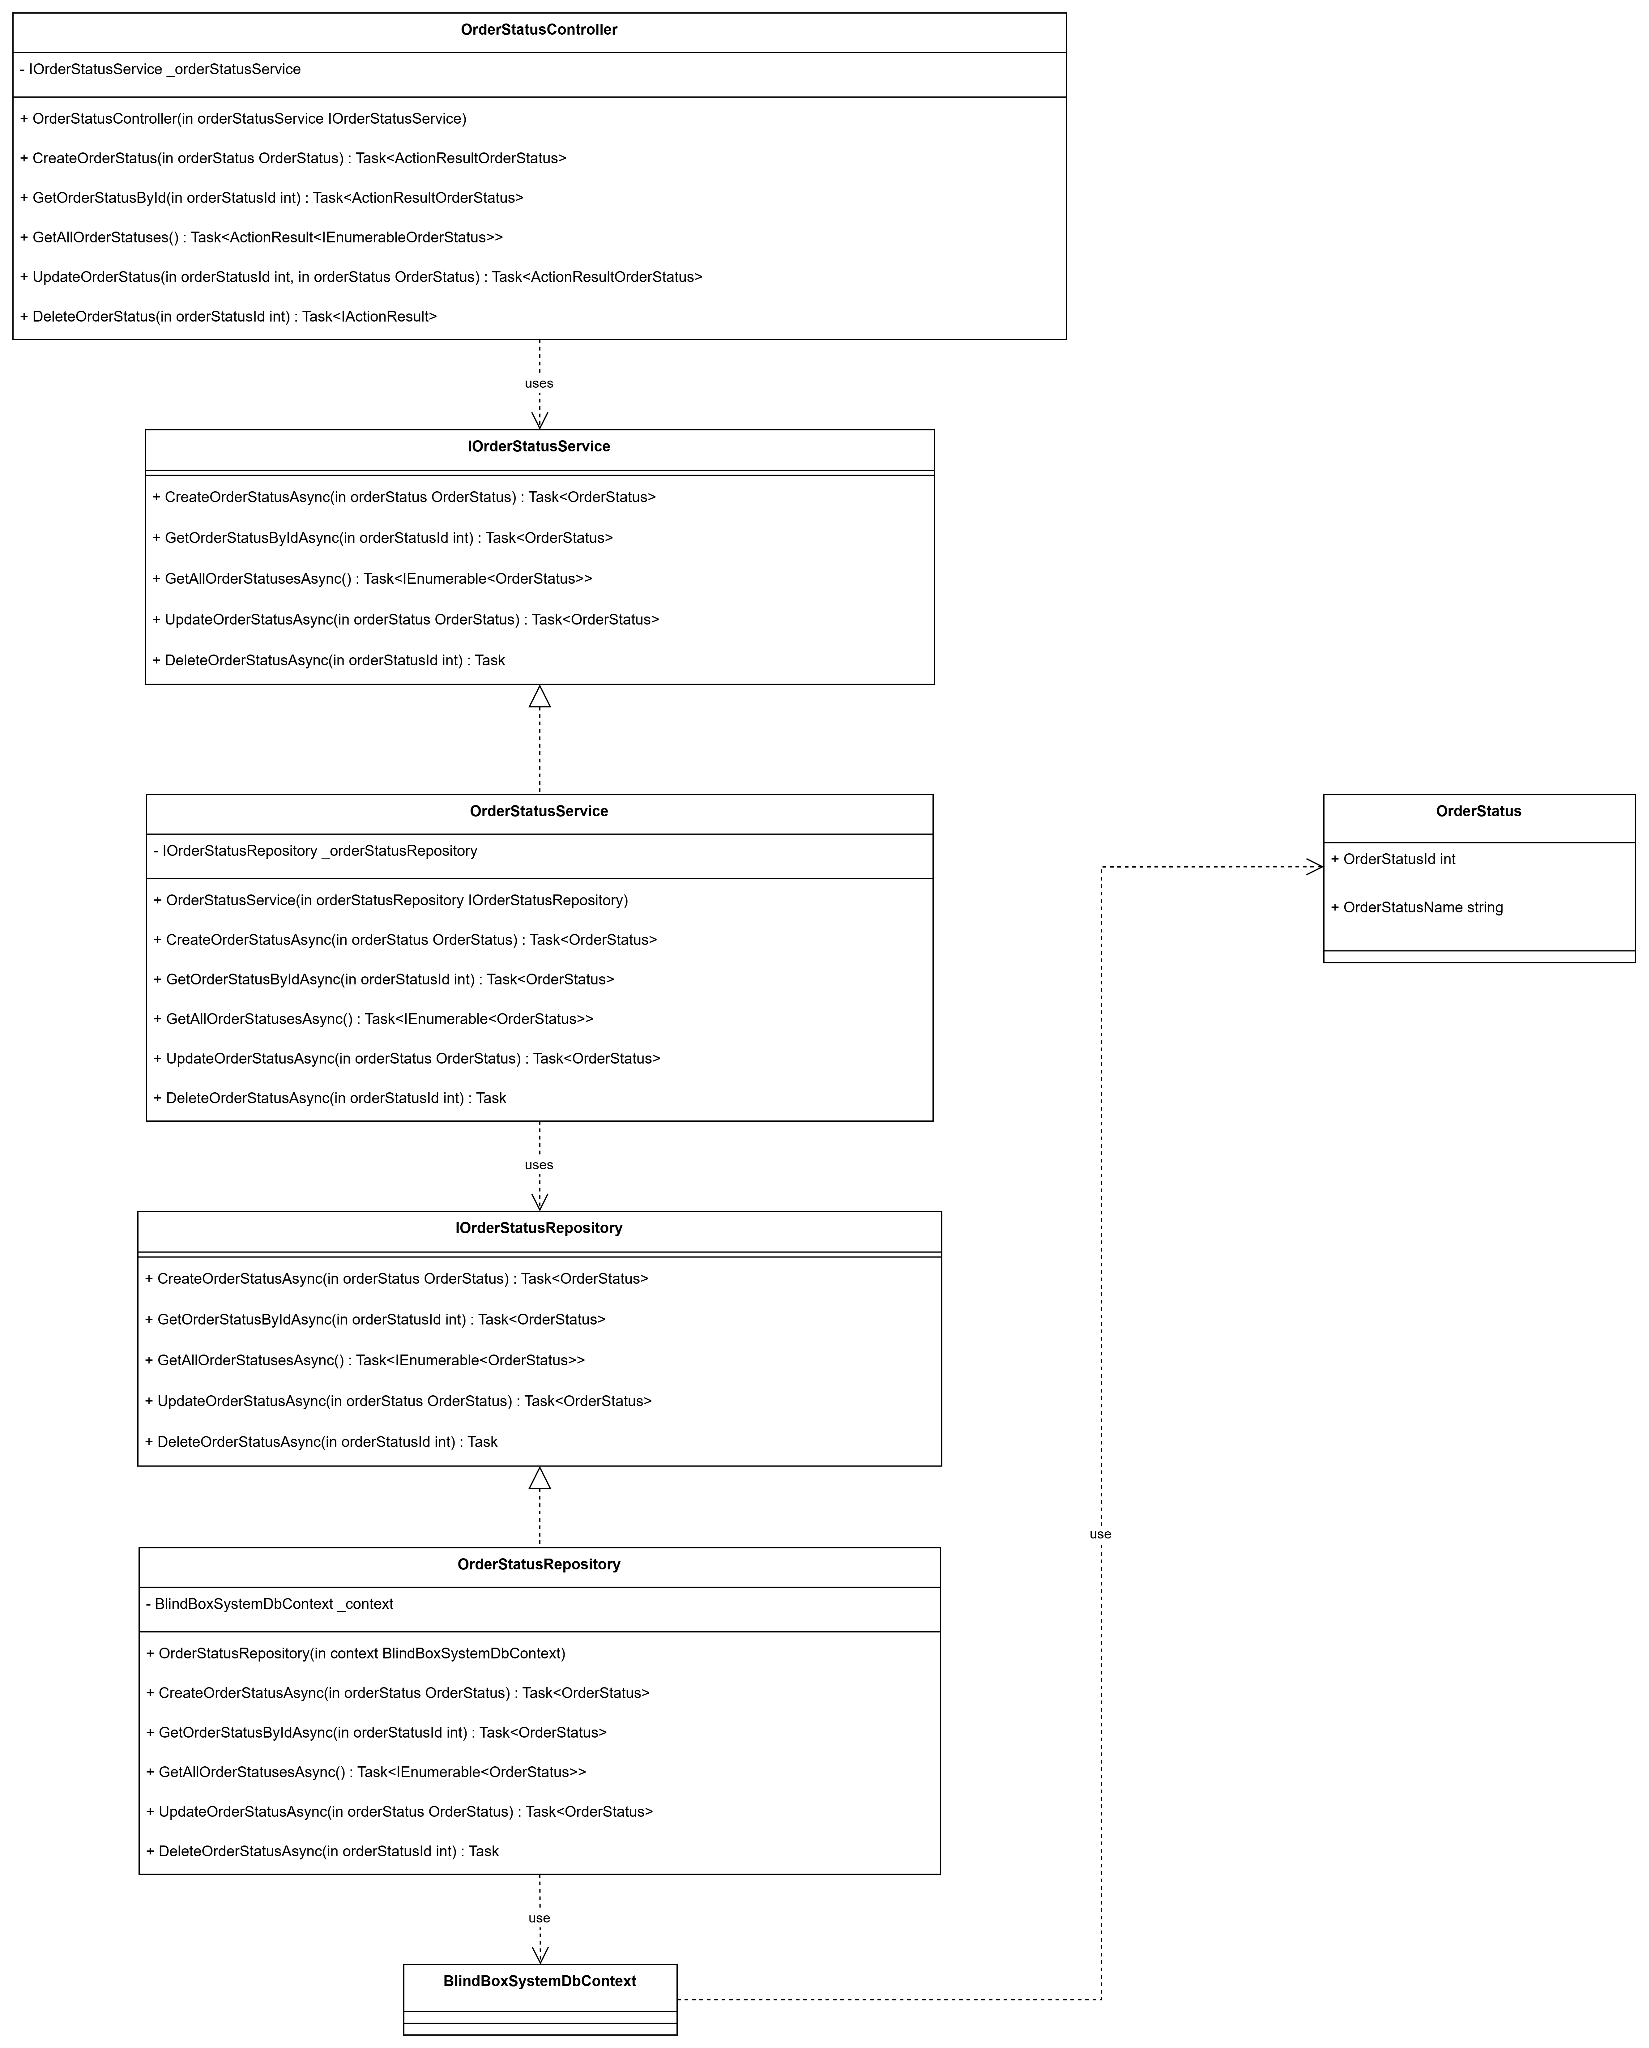 OrderStatusController
- IOrderStatusService _orderStatusService
+ OrderStatusController(in orderStatusService IOrderStatusService)
+ CreateOrderStatus(in orderStatus OrderStatus) : Task<ActionResultOrderStatus>
+ GetOrderStatusById(in orderStatusId int) : Task<ActionResultOrderStatus>
+ GetAllOrderStatuses() : Task<ActionResult<IEnumerableOrderStatus>>
+ UpdateOrderStatus(in orderStatusId int, in orderStatus OrderStatus) : Task<ActionResultOrderStatus>
+ DeleteOrderStatus(in orderStatusId int) : Task<IActionResult>
uses
IOrderStatusService
+ CreateOrderStatusAsync(in orderStatus OrderStatus) : Task<OrderStatus>
+ GetOrderStatusByIdAsync(in orderStatusId int) : Task<OrderStatus>
+ GetAllOrderStatusesAsync() : Task<IEnumerable<OrderStatus>>
+ UpdateOrderStatusAsync(in orderStatus OrderStatus) : Task<OrderStatus>
+ DeleteOrderStatusAsync(in orderStatusId int) : Task
OrderStatusService
- IOrderStatusRepository _orderStatusRepository
+ OrderStatusService(in orderStatusRepository IOrderStatusRepository)
+ CreateOrderStatusAsync(in orderStatus OrderStatus) : Task<OrderStatus>
+ GetOrderStatusByIdAsync(in orderStatusId int) : Task<OrderStatus>
+ GetAllOrderStatusesAsync() : Task<IEnumerable<OrderStatus>>
+ UpdateOrderStatusAsync(in orderStatus OrderStatus) : Task<OrderStatus>
+ DeleteOrderStatusAsync(in orderStatusId int) : Task
OrderStatus
+ OrderStatusId int
+ OrderStatusName string
uses
IOrderStatusRepository
+ CreateOrderStatusAsync(in orderStatus OrderStatus) : Task<OrderStatus>
+ GetOrderStatusByIdAsync(in orderStatusId int) : Task<OrderStatus>
+ GetAllOrderStatusesAsync() : Task<IEnumerable<OrderStatus>>
+ UpdateOrderStatusAsync(in orderStatus OrderStatus) : Task<OrderStatus>
+ DeleteOrderStatusAsync(in orderStatusId int) : Task
use
OrderStatusRepository
- BlindBoxSystemDbContext _context
+ OrderStatusRepository(in context BlindBoxSystemDbContext)
+ CreateOrderStatusAsync(in orderStatus OrderStatus) : Task<OrderStatus>
+ GetOrderStatusByIdAsync(in orderStatusId int) : Task<OrderStatus>
+ GetAllOrderStatusesAsync() : Task<IEnumerable<OrderStatus>>
+ UpdateOrderStatusAsync(in orderStatus OrderStatus) : Task<OrderStatus>
+ DeleteOrderStatusAsync(in orderStatusId int) : Task
use
BlindBoxSystemDbContext